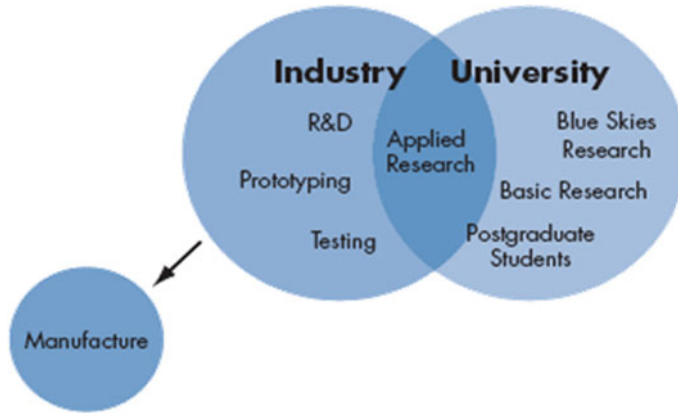 Industry
University
R&D
Prototyping
Testing
Applied
Research
Blue Skies
Research
Basic Research
Postgraduate
Students
Manufacture